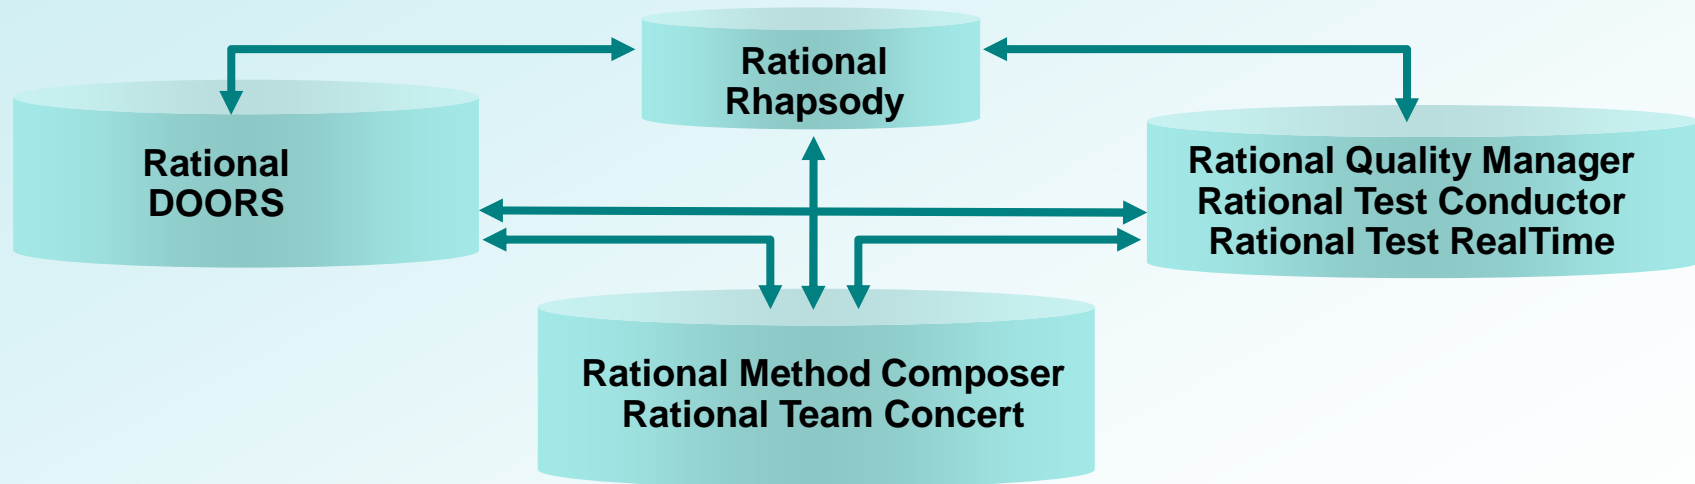 Rational
Rhapsody
Rational
DOORS
Rational Quality Manager
Rational Test Conductor
Rational Test RealTime
Rational Method Composer
Rational Team Concert